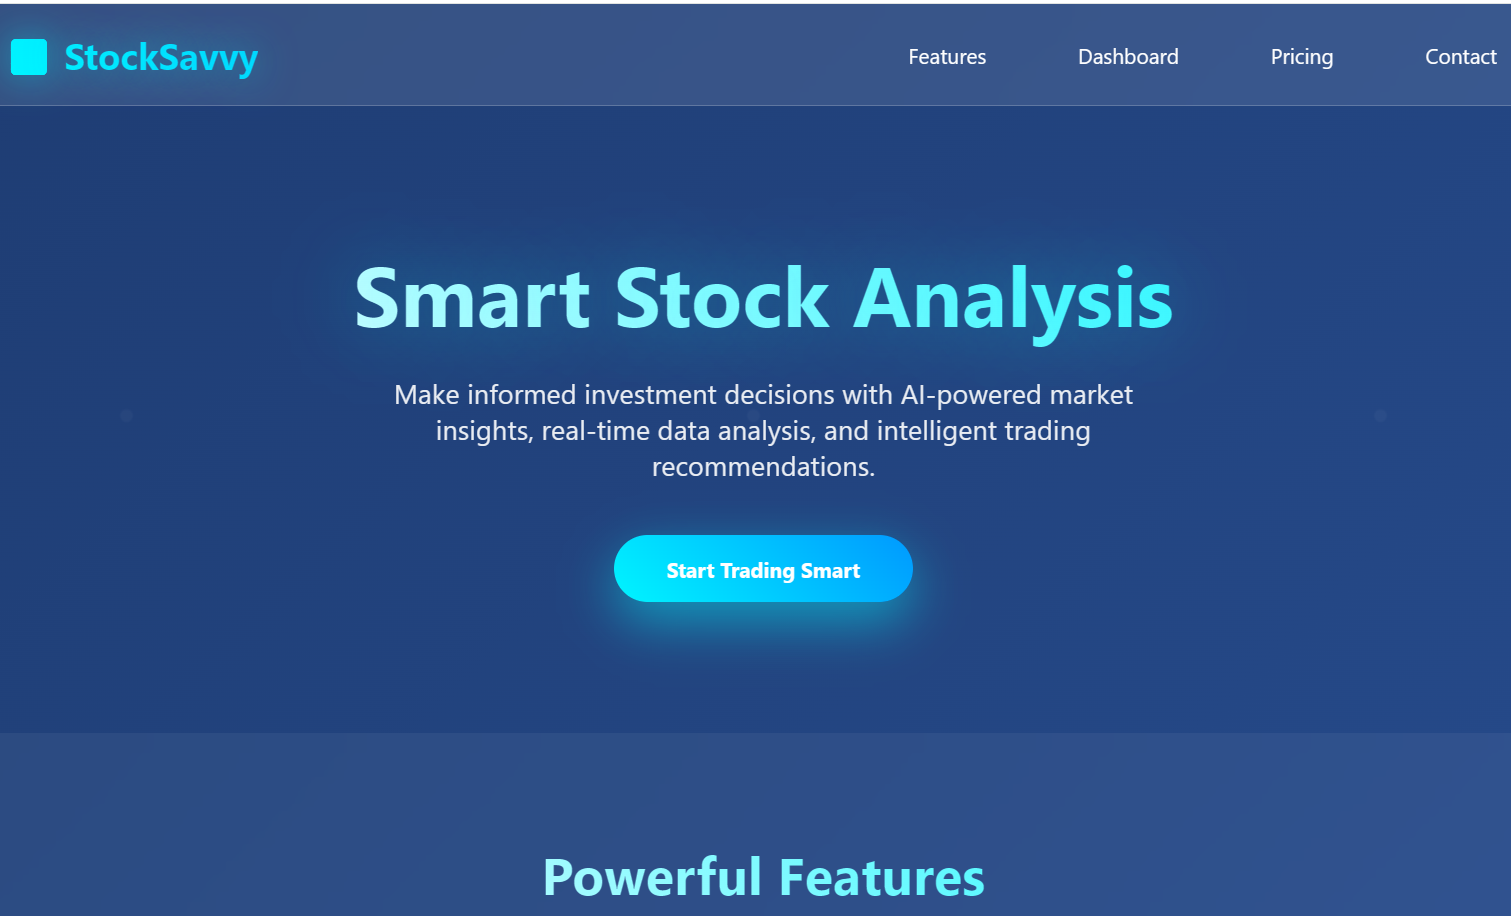 StockSavvy
Features
Dashboard
Pricing
Contact
Smart Stock Analysis
Make informed investment decisions with AI-powered market
insights, real-time data analysis, and intelligent trading
recommendations.
Start Trading Smart
Powerful Features